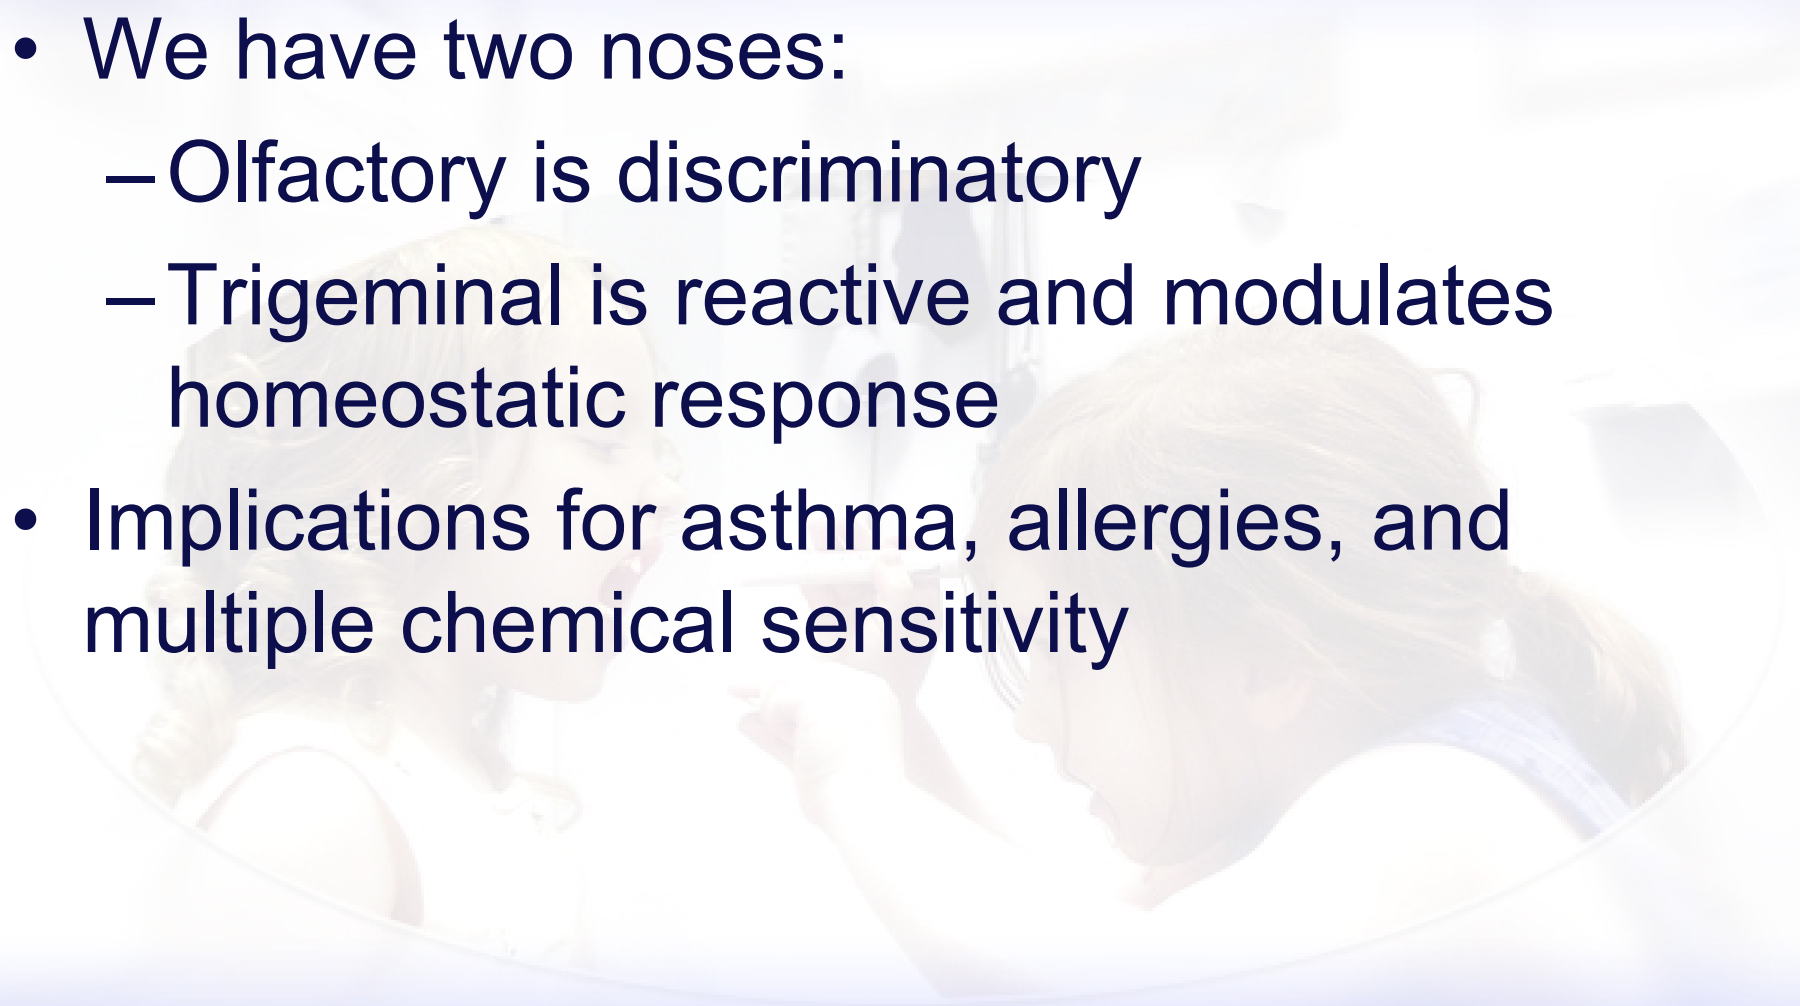 • We have two noses:
– Olfactory is discriminatory
– Trigeminal is reactive and modulates
homeostatic response
• Implications for asthma, allergies, and
multiple chemical sensitivity